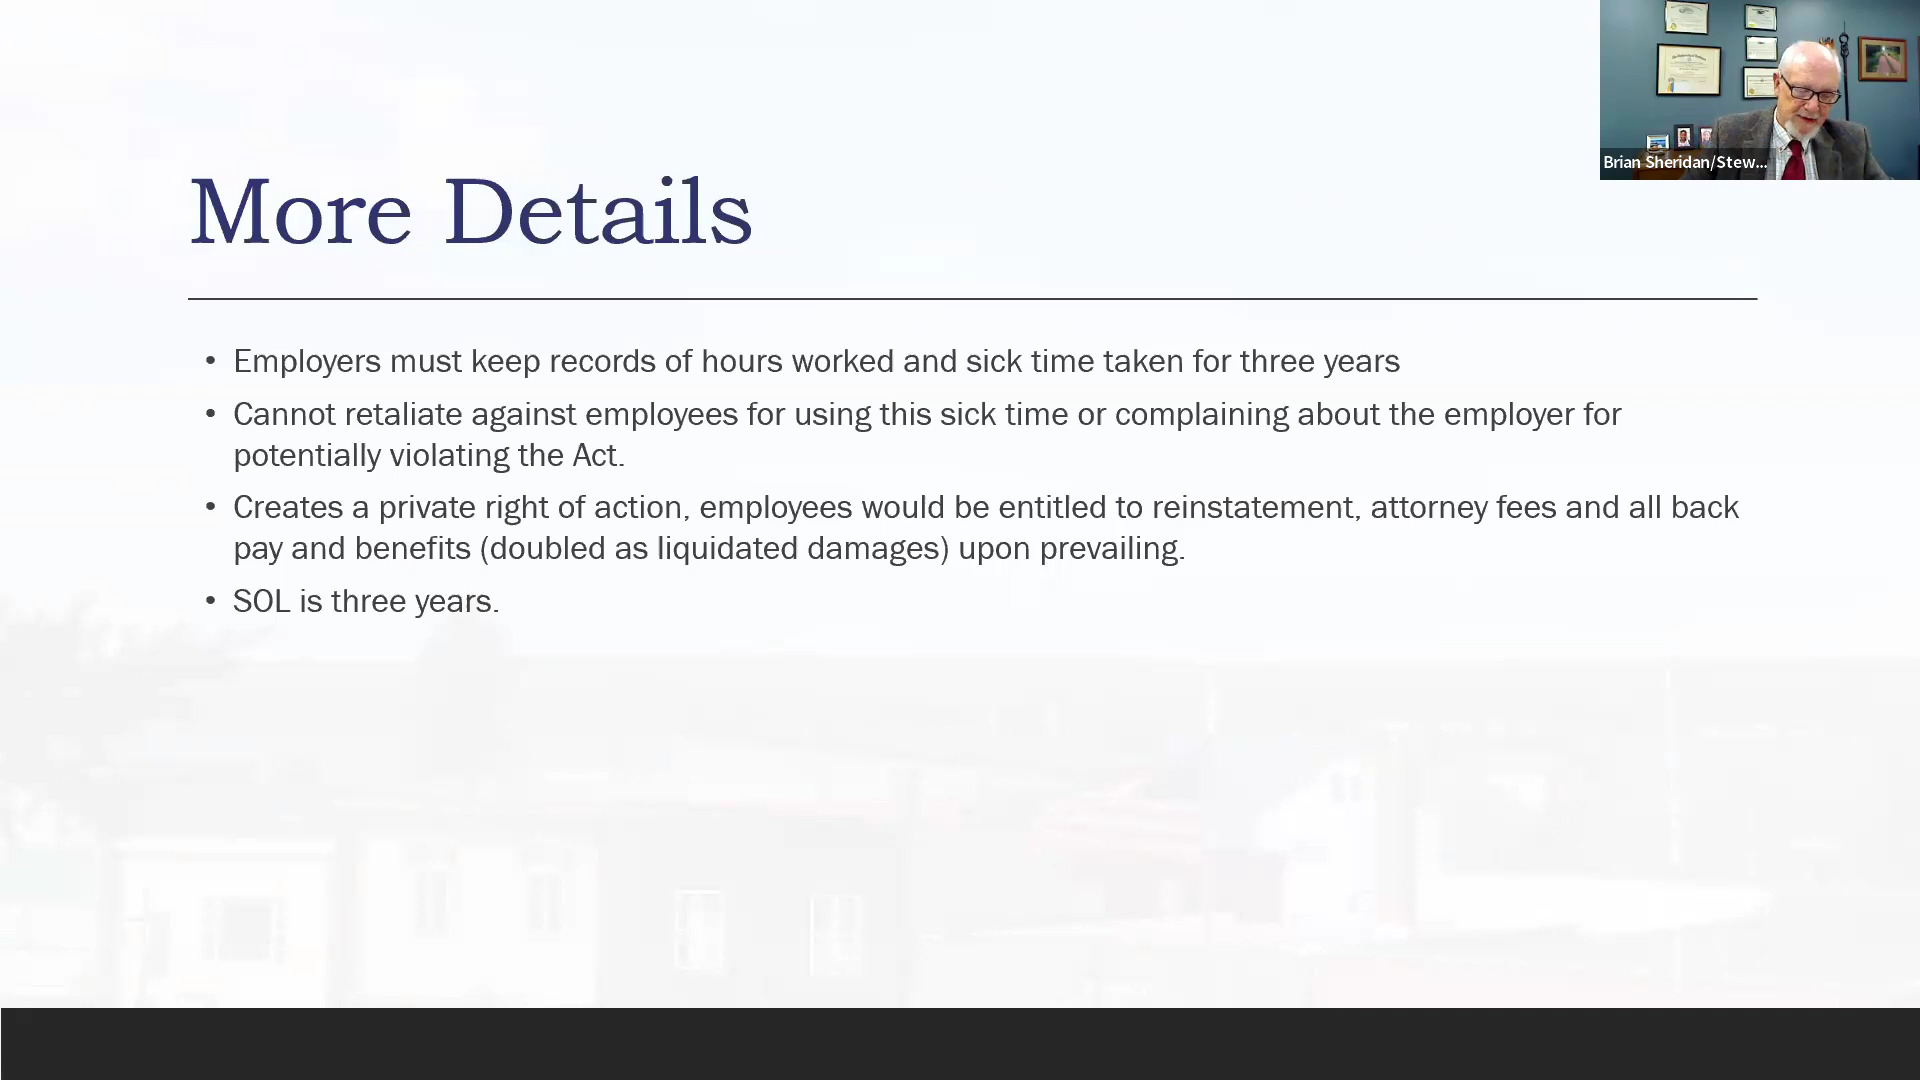 Brian Sheridan/Stew...
More Details
• Employers must keep records of hours worked and sick time taken for three years
• Cannot retaliate against employees for using this sick time or complaining about the employer for
potentially violating the Act.
• Creates a private right of action, employees would be entitled to reinstatement, attorney fees and all back
pay and benefits (doubled as liquidated damages) upon prevailing.
• SOL is three years.